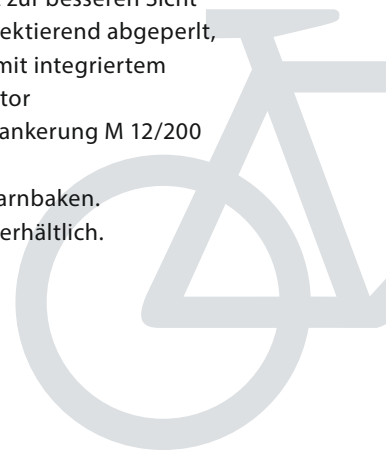 zur besseren Sicht
ektierend abgeperlt,
mit integriertem
tor
ankerung M 12/200
arnbaken.
erhältlich.